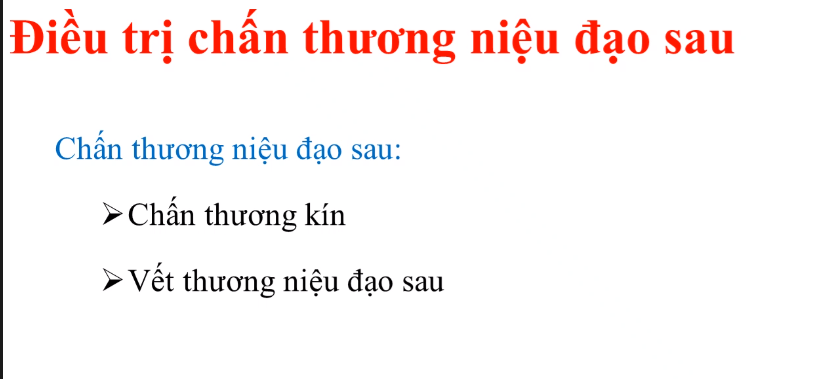 Điều trị chấn thương niệu đạo sau
Chấn thương niệu đạo sau:
➤Chấn thương kín
➤Vết thương niệu đạo sau